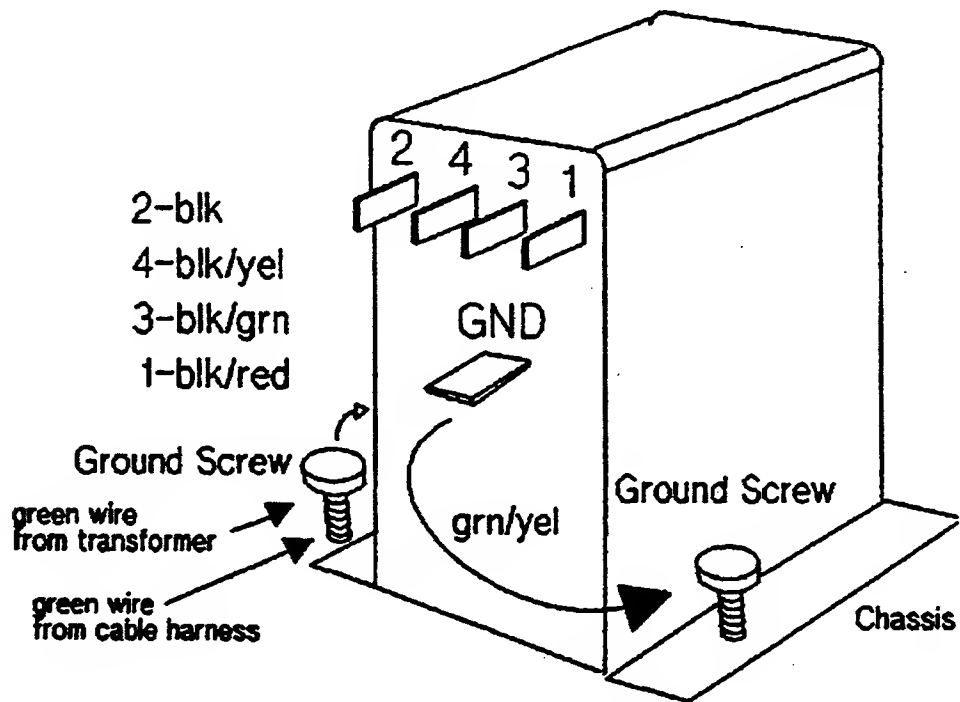 2 4 3 1
2-blk
4-blk/yel
3-blk/grn
1-blk/red
GND
Ground Screw
green wire
from transformer
green wire
from cable harness
grn/yel
Ground Screw
Chassis